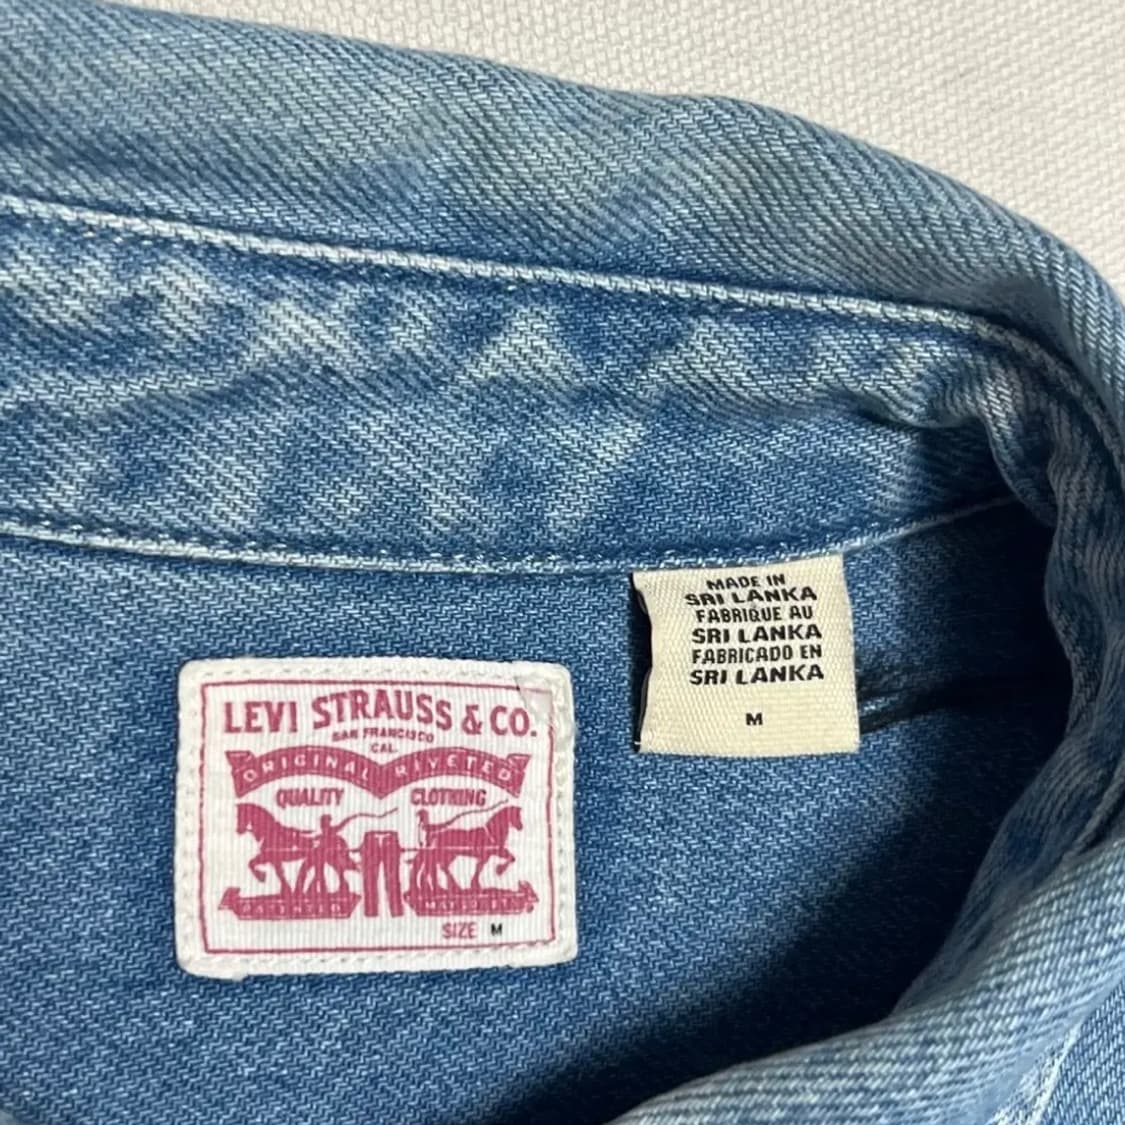 LEVI STRAUSS & CO.
SAN FRANCISCO
CAL.
ORIGINAL RIVETED
QUALITY CLOTHING
SIZE M
MADE IN
SRI LANKA
FABRIQUE AU
SRI LANKA
FABRICADO EN
SRI LANKA
M